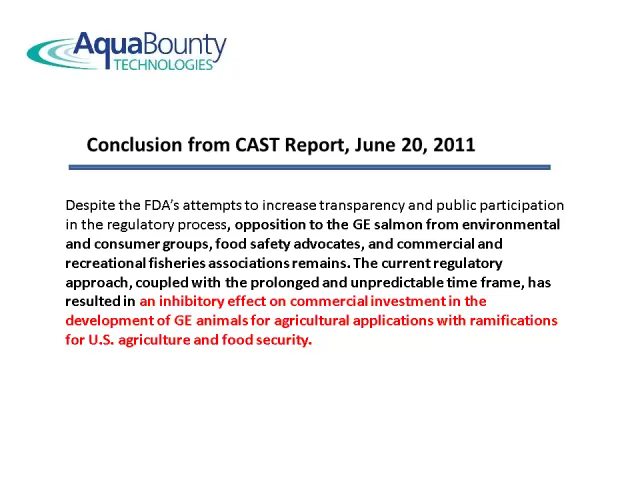 AquaBounty
TECHNOLOGIES
Conclusion from CAST Report, June 20, 2011
Despite the FDA's attempts to increase transparency and public participation
in the regulatory process, opposition to the GE salmon from environmental
and consumer groups, food safety advocates, and commercial and
recreational fisheries associations remains. The current regulatory
approach, coupled with the prolonged and unpredictable time frame, has
resulted in an inhibitory effect on commercial investment in the
development of GE animals for agricultural applications with ramifications
for U.S. agriculture and food security.